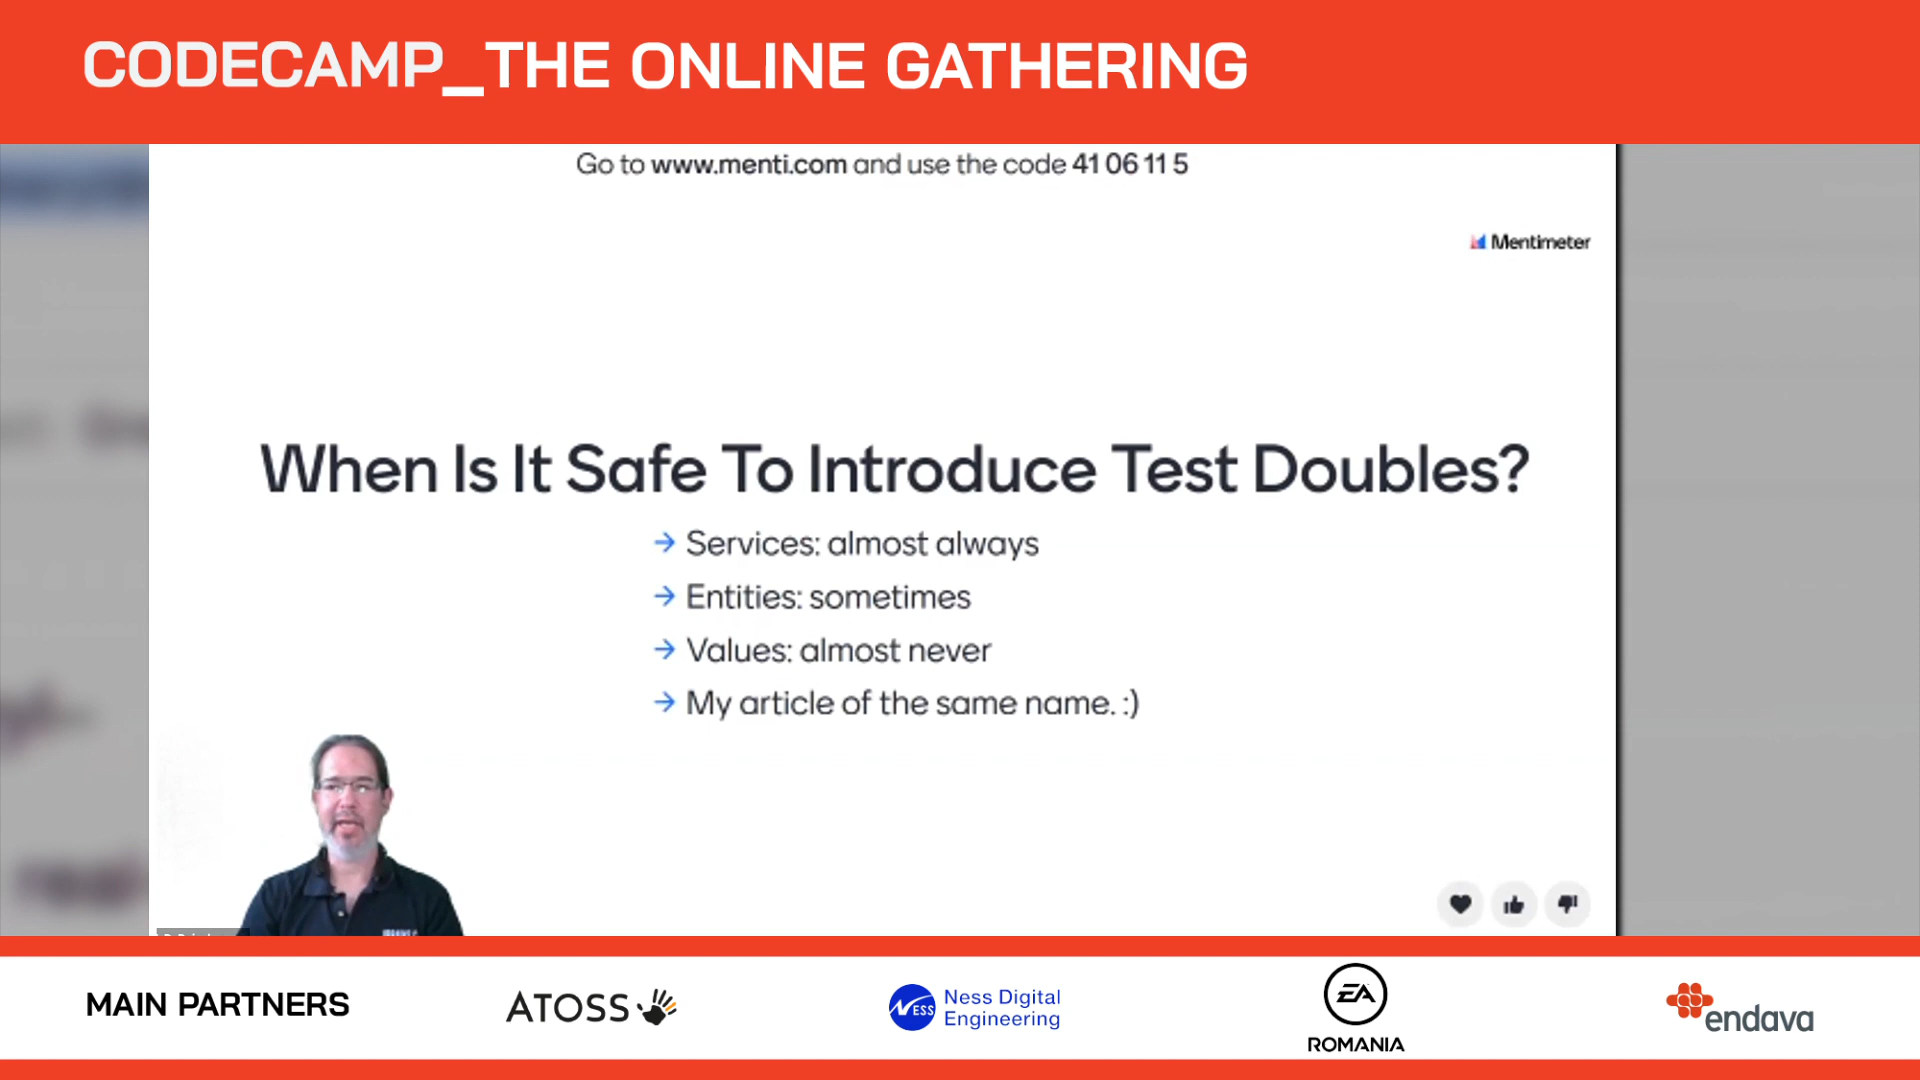 CODECAMP_THE ONLINE GATHERING
Go to www.menti.com and use the code 41 06 11 5
Mentimeter
When Is It Safe To Introduce Test Doubles?
→ Services: almost always
→ Entities: sometimes
→ Values: almost never
→ My article of the same name. :)
MAIN PARTNERS
ATOSS
NESS
Ness Digital
Engineering
EA
ROMANIA
endava